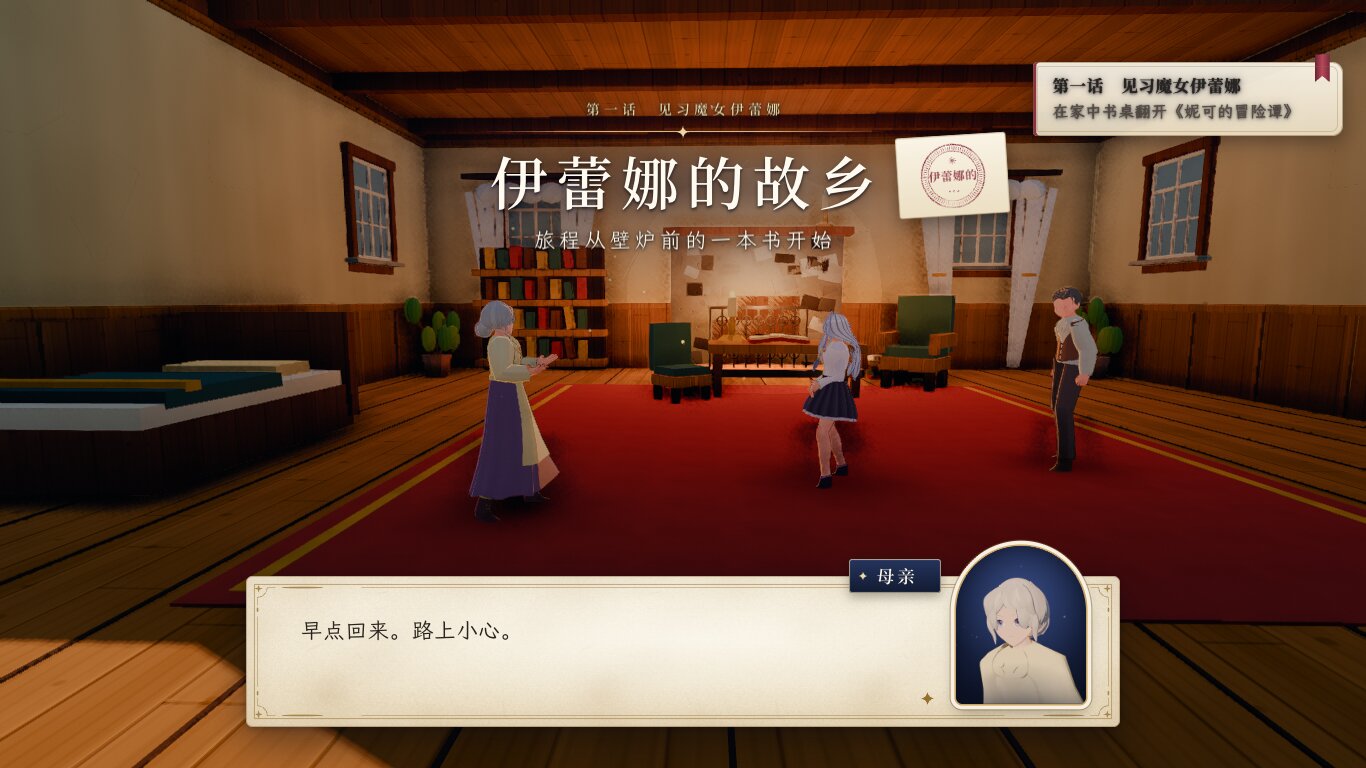 第一话　见习魔女伊蕾娜
伊蕾娜的故乡
旅程从壁炉前的一本书开始
伊蕾娜的
第一话　见习魔女伊蕾娜
在家中书桌翻开《妮可的冒险谭》
母亲
早点回来。路上小心。